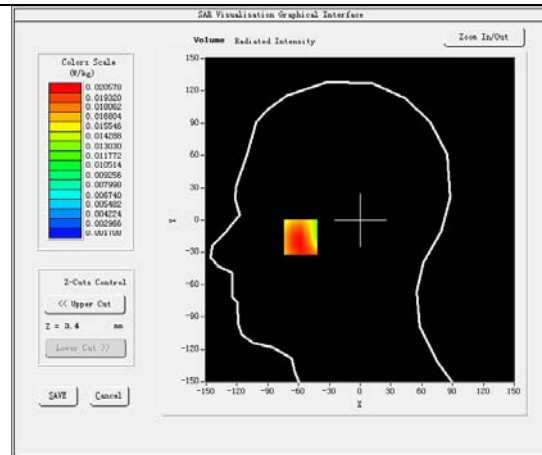 SAR Visualisation Graphical Interface
Volume Radiated Intensity
Zoom In/Out
Colors Scale
(W/kg)
0.020578
0.019320
0.018062
0.016804
0.015546
0.014288
0.013030
0.011772
0.010514
0.009256
0.007998
0.006740
0.005482
0.004224
0.002966
0.001708
Z-Cuts Control
<< Upper Cut
Z = 3.4 mm
Lower Cut >>
SAVE Cancel
150
120
90
60
30
Y 0
-30
-60
-90
-120
-150
-150 -120 -90 -60 -30 0 30 60 90 120 150
X